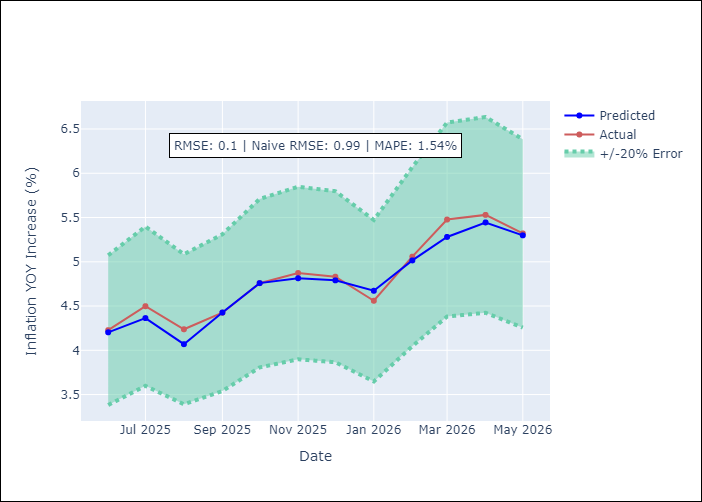 RMSE: 0.1 | Naive RMSE: 0.99 | MAPE: 1.54%
Predicted
Actual
+/-20% Error
Inflation YOY Increase (%)
6.5
6
5.5
5
4.5
4
3.5
Jul 2025
Sep 2025
Nov 2025
Jan 2026
Mar 2026
May 2026
Date